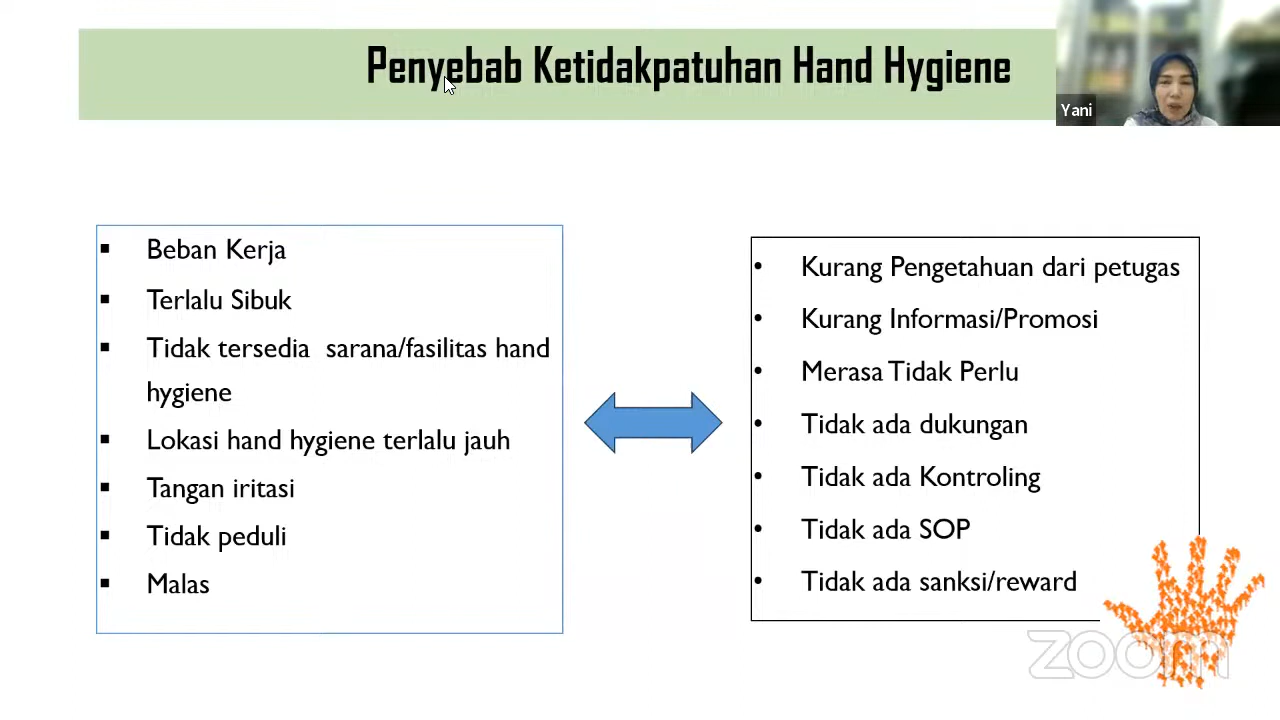 Penyebab Ketidakpatuhan Hand Hygiene
Yani
Beban Kerja
Terlalu Sibuk
Tidak tersedia sarana/fasilitas hand
hygiene
Lokasi hand hygiene terlalu jauh
Tangan iritasi
Tidak peduli
Malas
Kurang Pengetahuan dari petugas
Kurang Informasi/Promosi
Merasa Tidak Perlu
Tidak ada dukungan
Tidak ada Kontroling
Tidak ada SOP
Tidak ada sanksi/reward
zoom